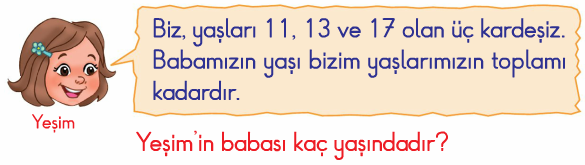 Biz, yaşları 11, 13 ve 17 olan üç kardeşiz.
Babamızın yaşı bizim yaşlarımızın toplamı
kadardır.
Yeşim
Yeşim'in babası kaç yaşındadır?